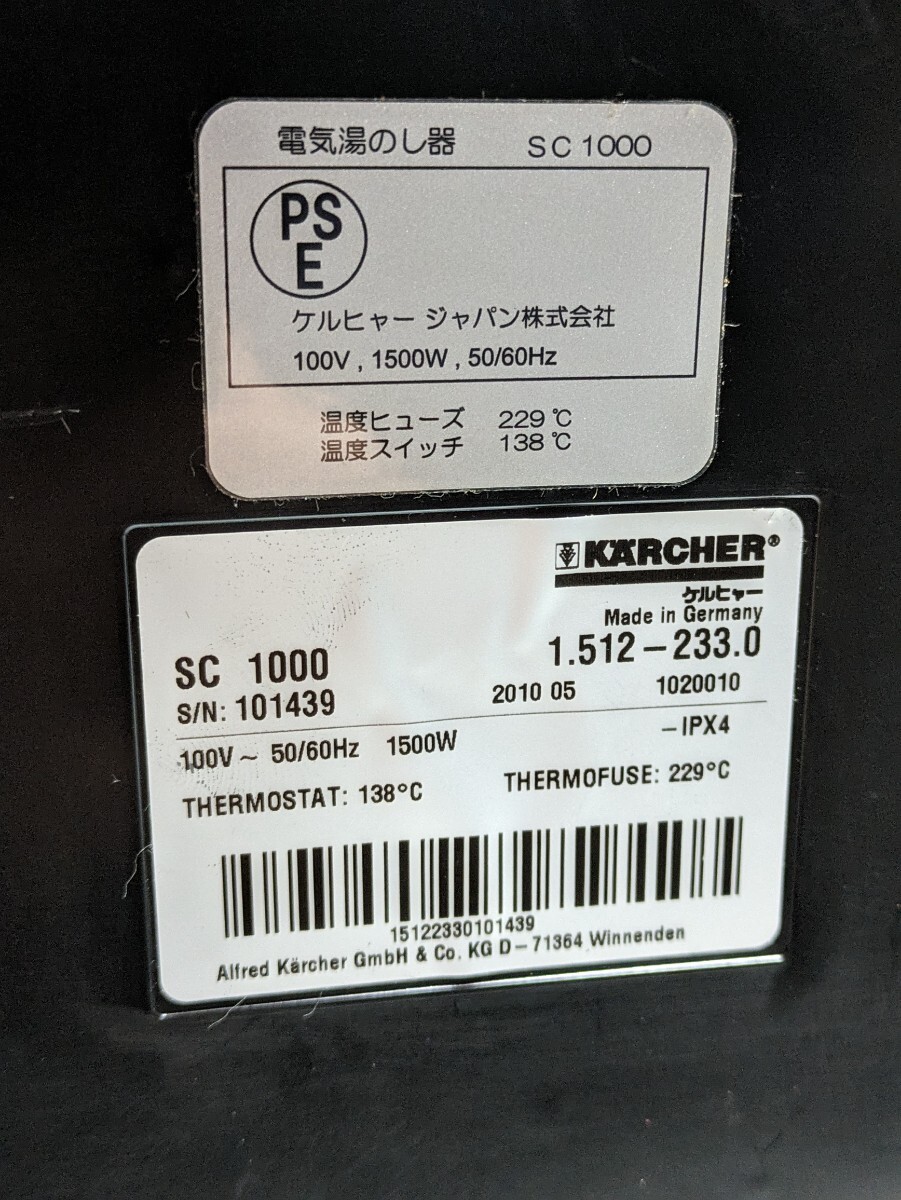 電気湯のし器 SC 1000
PS
E
ケルヒャー ジャパン株式会社
100V , 1500W , 50/60Hz
温度ヒューズ 229℃
温度スイッチ 138℃
KÄRCHER®
ケルヒャー
Made in Germany
SC 1000 1.512-233.0
S/N: 101439 2010 05 1020010
100V~ 50/60Hz 1500W -IPX4
THERMOSTAT: 138°C THERMOFUSE: 229°C
15122330101439
Alfred Kärcher GmbH & Co. KG D-71364 Winnenden